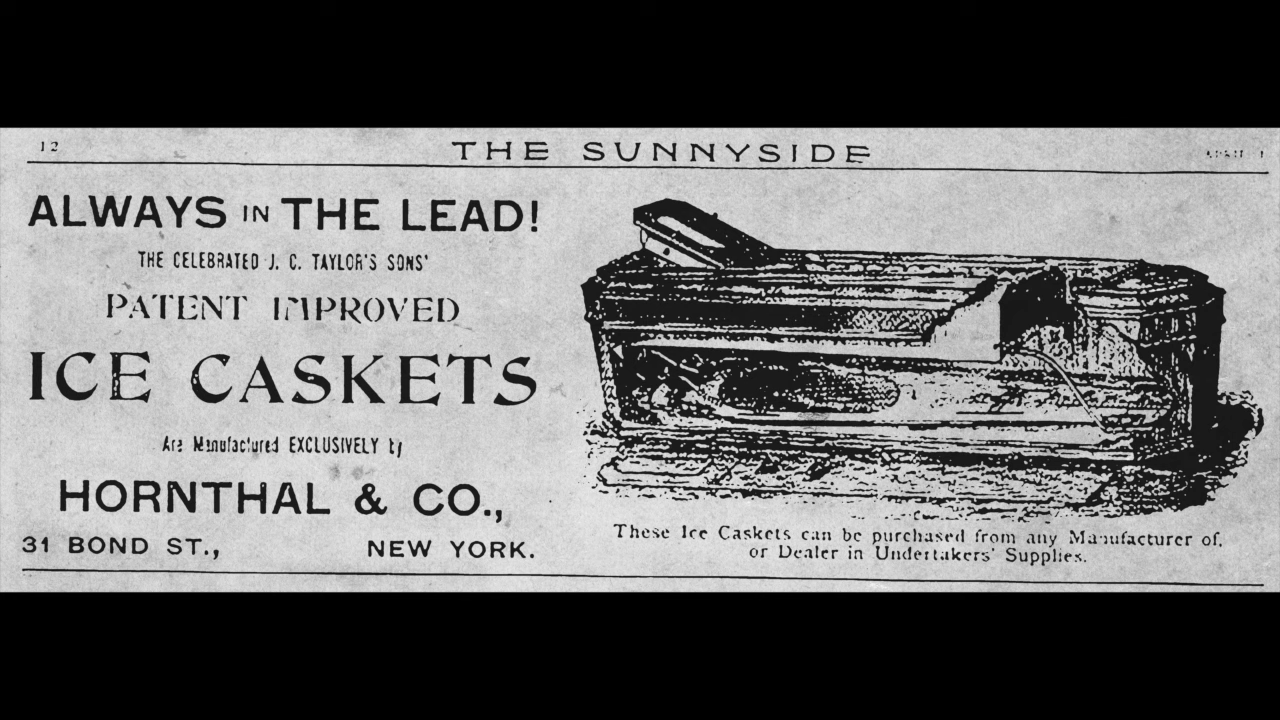 12
THE SUNNYSIDE
APRIL 1
ALWAYS IN THE LEAD!
THE CELEBRATED J. C. TAYLOR'S SONS'
PATENT IMPROVED
ICE CASKETS
Are Manufactured EXCLUSIVELY by
HORNTHAL & CO.,
31 BOND ST., NEW YORK.
These Ice Caskets can be purchased from any Manufacturer of,
or Dealer in Undertakers' Supplies.